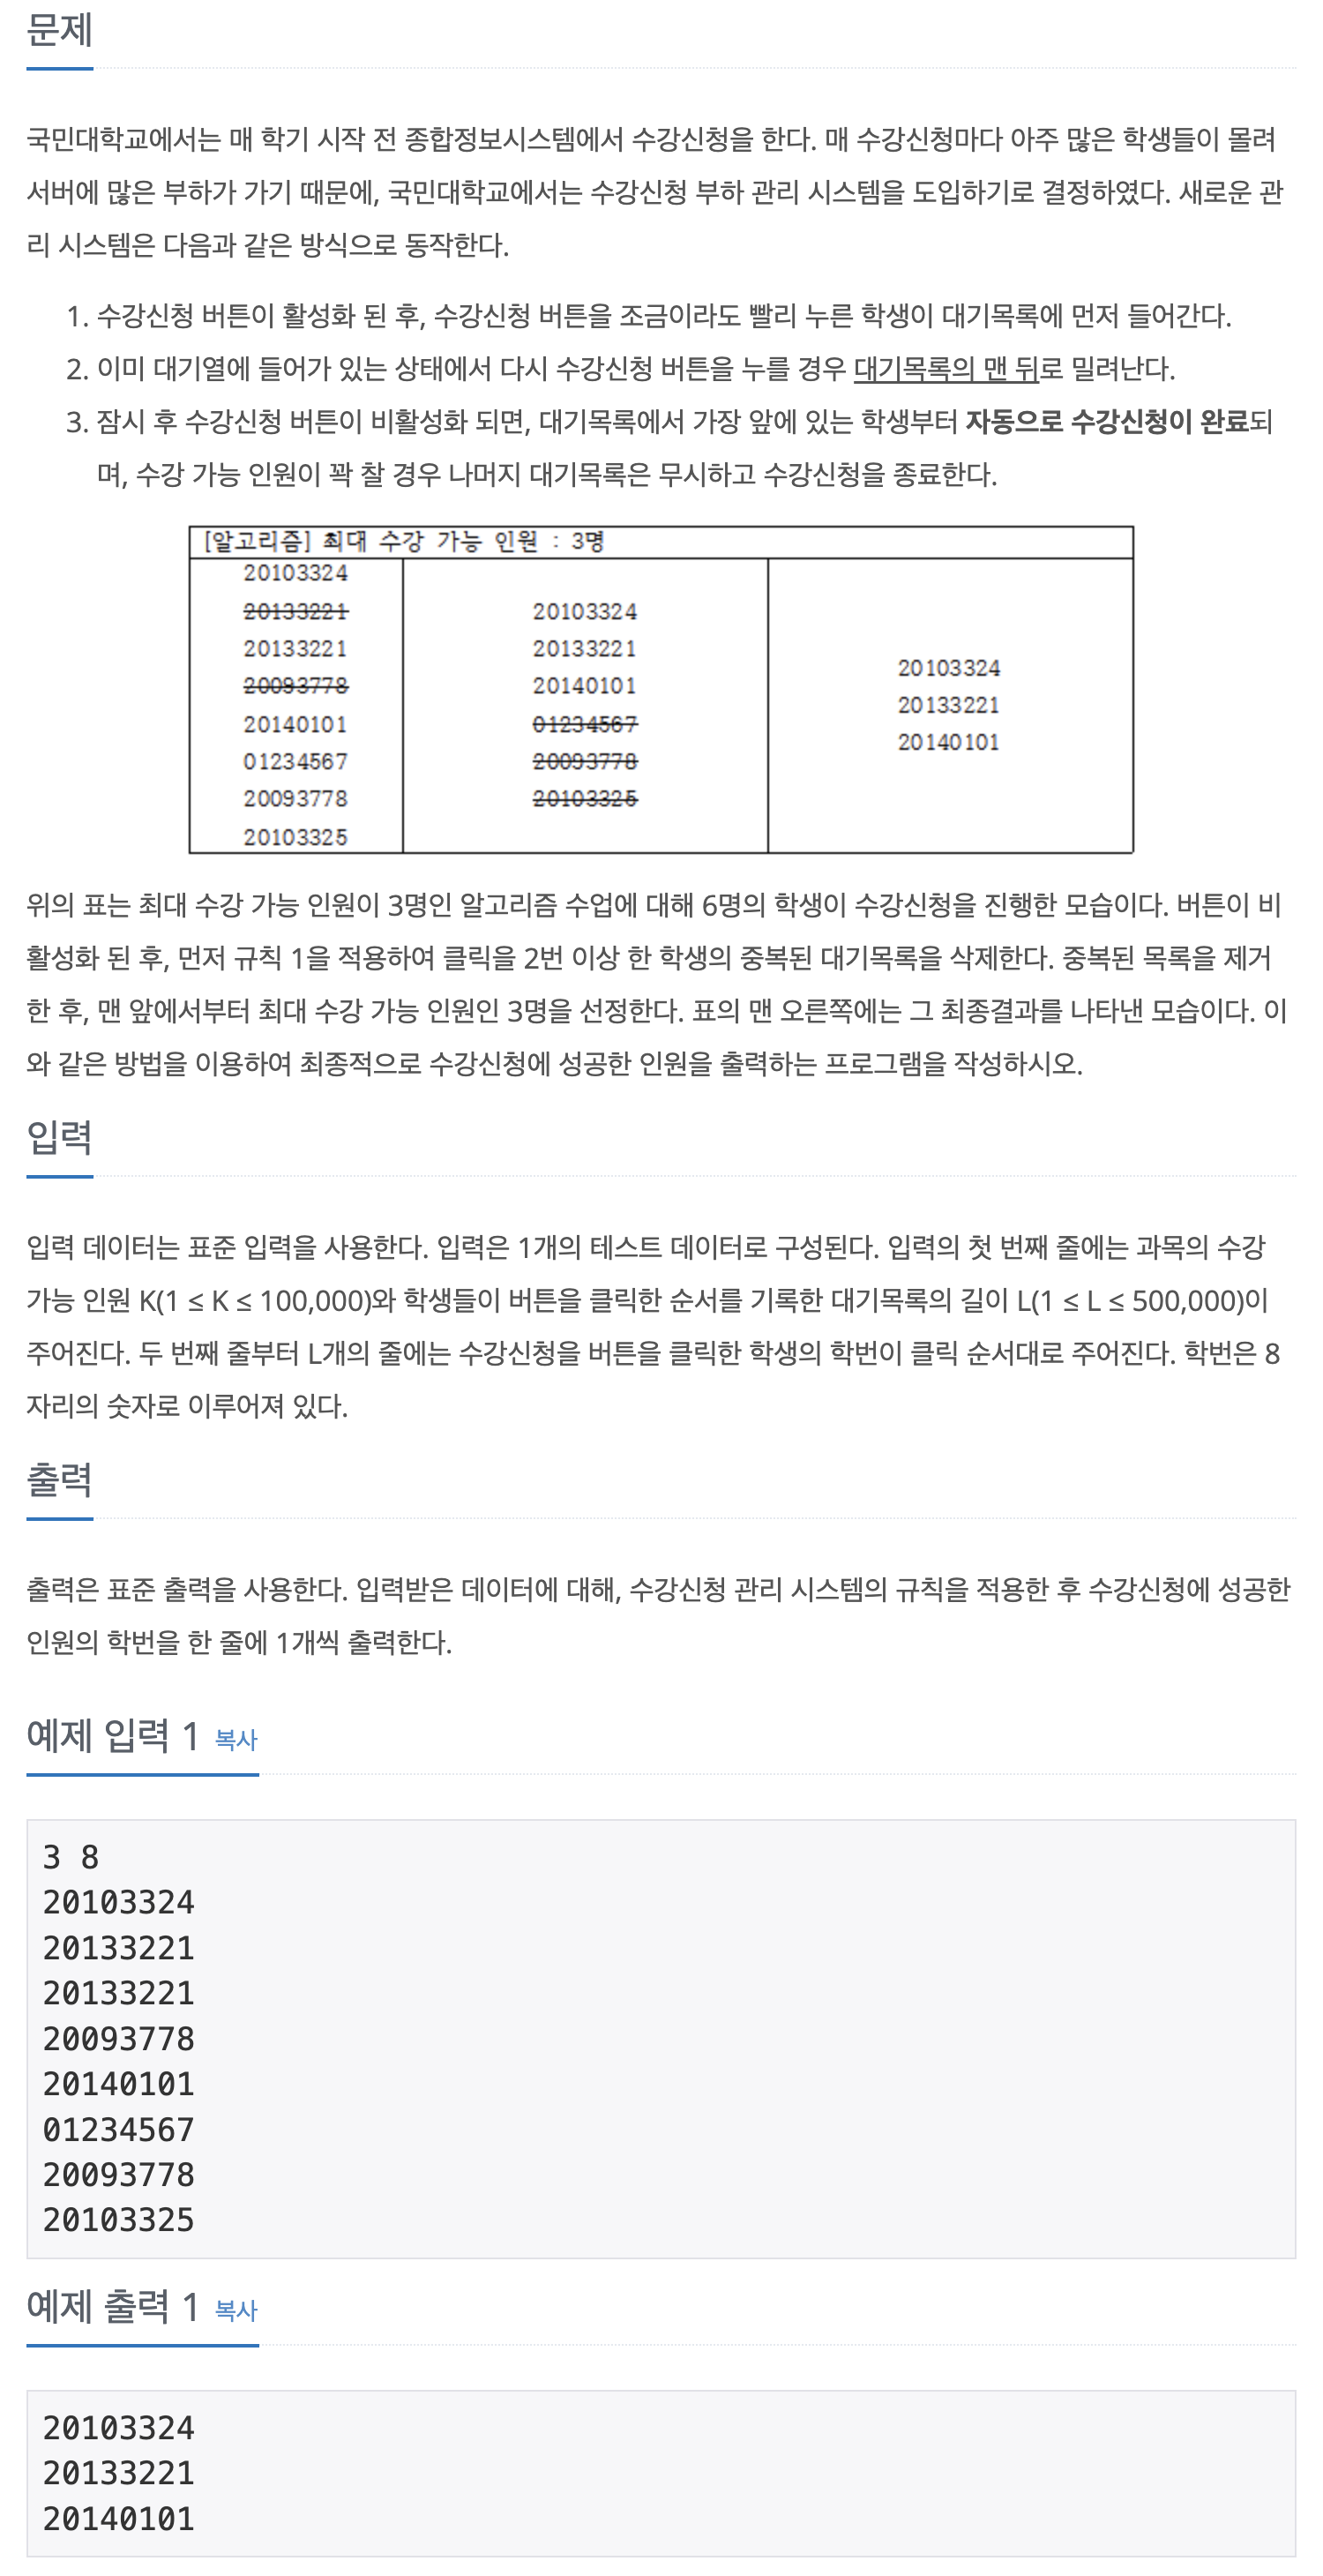 문제
국민대학교에서는 매 학기 시작 전 종합정보시스템에서 수강신청을 한다. 매 수강신청마다 아주 많은 학생들이 몰려
서버에 많은 부하가 가기 때문에, 국민대학교에서는 수강신청 부하 관리 시스템을 도입하기로 결정하였다. 새로운 관
리 시스템은 다음과 같은 방식으로 동작한다.
1. 수강신청 버튼이 활성화 된 후, 수강신청 버튼을 조금이라도 빨리 누른 학생이 대기목록에 먼저 들어간다.
2. 이미 대기열에 들어가 있는 상태에서 다시 수강신청 버튼을 누를 경우 대기목록의 맨 뒤로 밀려난다.
3. 잠시 후 수강신청 버튼이 비활성화 되면, 대기목록에서 가장 앞에 있는 학생부터 자동으로 수강신청이 완료되
며, 수강 가능 인원이 꽉 찰 경우 나머지 대기목록은 무시하고 수강신청을 종료한다.
[알고리즘] 최대 수강 가능 인원 : 3명
20103324
20133221
20133221
20093778
20140101
01234567
20093778
20103325
20103324
20133221
20140101
01234567
20093778
20103325
20103324
20133221
20140101
위의 표는 최대 수강 가능 인원이 3명인 알고리즘 수업에 대해 6명의 학생이 수강신청을 진행한 모습이다. 버튼이 비
활성화 된 후, 먼저 규칙 1을 적용하여 클릭을 2번 이상 한 학생의 중복된 대기목록을 삭제한다. 중복된 목록을 제거
한 후, 맨 앞에서부터 최대 수강 가능 인원인 3명을 선정한다. 표의 맨 오른쪽에는 그 최종결과를 나타낸 모습이다. 이
와 같은 방법을 이용하여 최종적으로 수강신청에 성공한 인원을 출력하는 프로그램을 작성하시오.
입력
입력 데이터는 표준 입력을 사용한다. 입력은 1개의 테스트 데이터로 구성된다. 입력의 첫 번째 줄에는 과목의 수강
가능 인원 K(1 ≤ K ≤ 100,000)와 학생들이 버튼을 클릭한 순서를 기록한 대기목록의 길이 L(1 ≤ L ≤ 500,000)이
주어진다. 두 번째 줄부터 L개의 줄에는 수강신청을 버튼을 클릭한 학생의 학번이 클릭 순서대로 주어진다. 학번은 8
자리의 숫자로 이루어져 있다.
출력
출력은 표준 출력을 사용한다. 입력받은 데이터에 대해, 수강신청 관리 시스템의 규칙을 적용한 후 수강신청에 성공한
인원의 학번을 한 줄에 1개씩 출력한다.
예제 입력 1 복사
3 8
20103324
20133221
20133221
20093778
20140101
01234567
20093778
20103325
예제 출력 1 복사
20103324
20133221
20140101